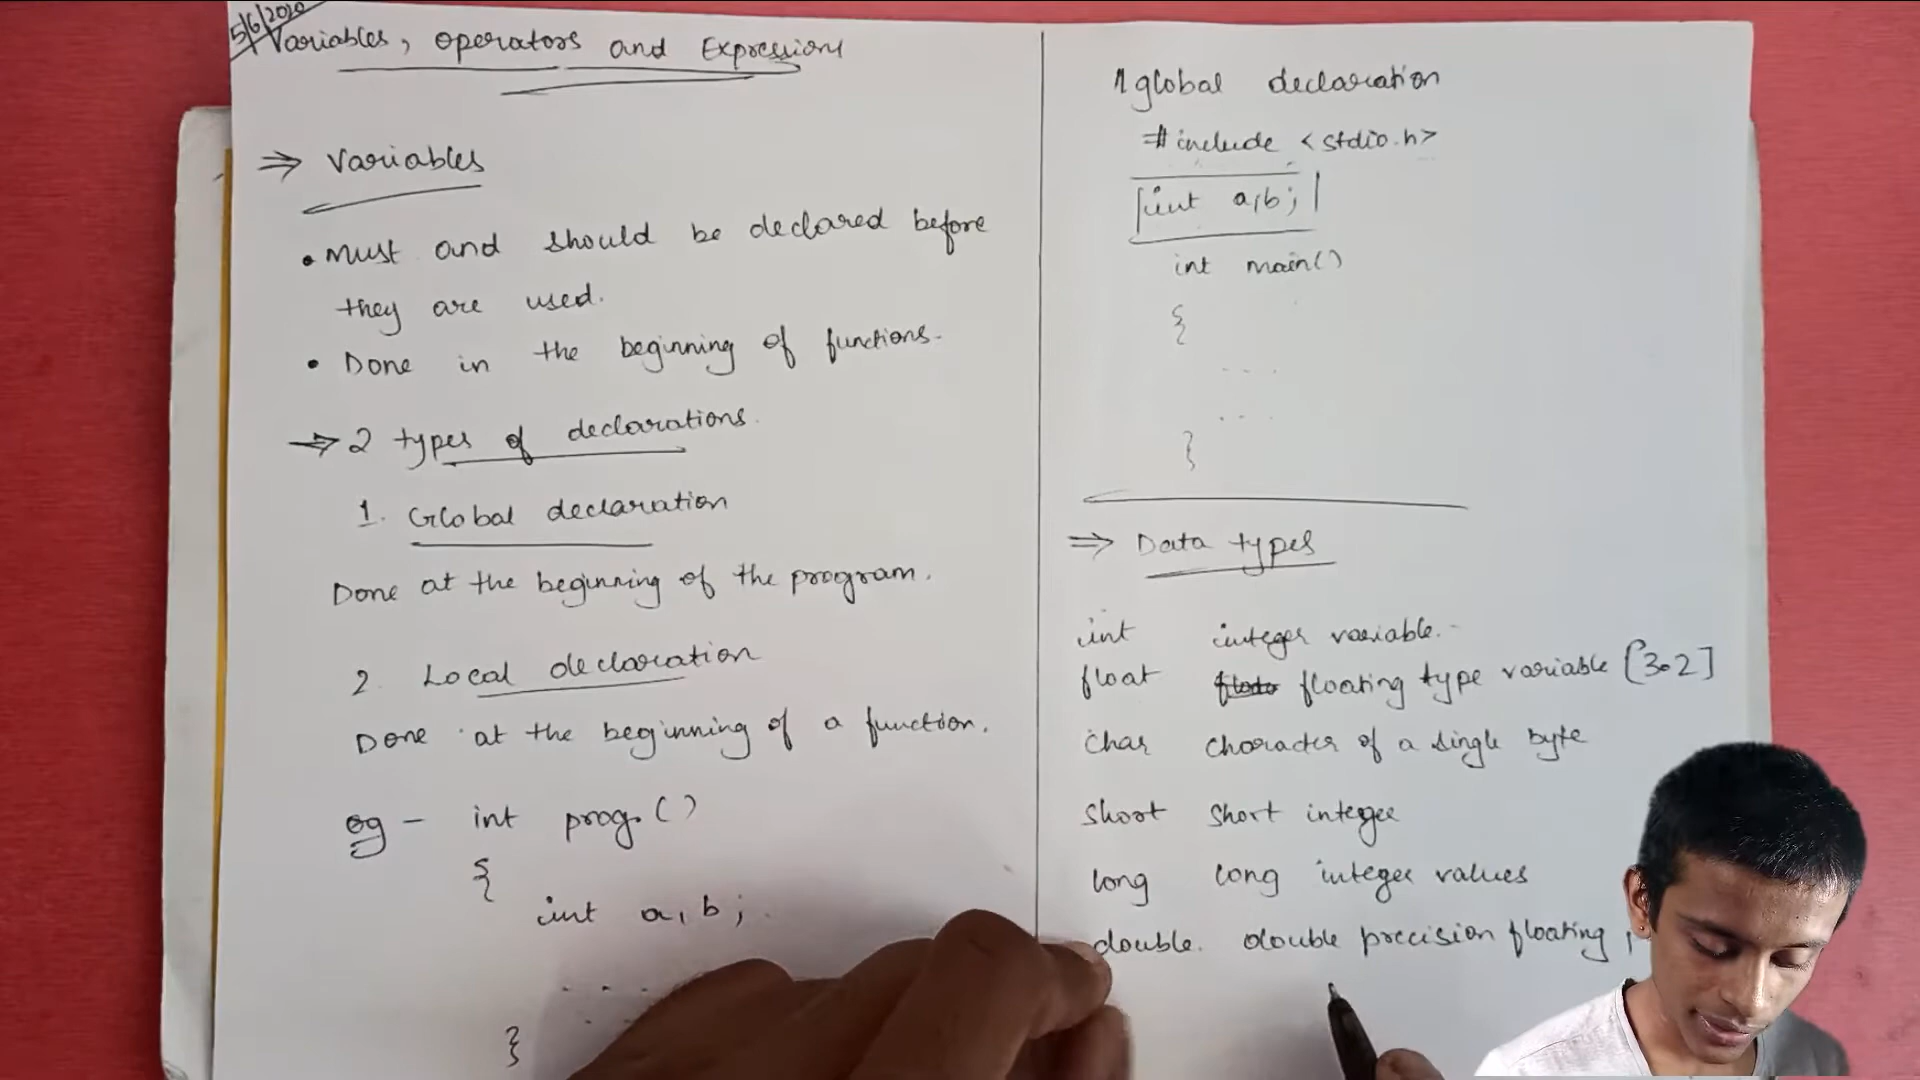 5/6/2020
Variables, operators and Expressions
⇒ Variables
• Must and should be declared before
they are used.
• Done in the beginning of functions.
⇒ 2 types of declarations.
1. Global declaration
Done at the beginning of the program.
2. Local declaration
Done at the beginning of a function.
eg - int prog.()
{
int a, b;
. . .
. .
}
1 global declaration
#include <stdio.h>
int a, b;
int main()
{
. . . .
. . .
}
⇒ Data types
int integer variable.
float floating type variable [3.2]
char character of a single byte
short short integer
long long integer values
double. double precision floating